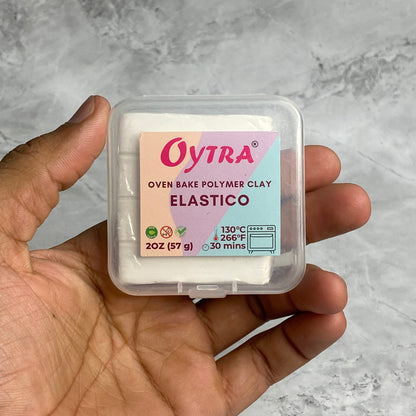 OYTRA®
OVEN BAKE POLYMER CLAY
ELASTICO
130°C
266°F
2OZ (57 g) 30 mins